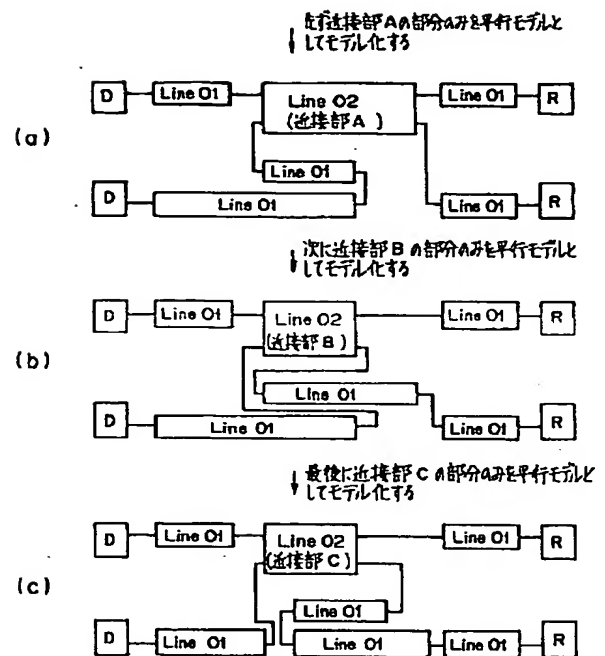 先ず近接部Aの部分のみを平行モデルと
してモデル化する
D Line 01 Line 02 Line 01 R
(近接部A)
(a)
Line 01
D Line 01 Line 01 R
次に近接部Bの部分のみを平行モデルと
してモデル化する
D Line 01 Line 02 Line 01 R
(近接部B)
(b)
Line 01
D Line 01 Line 01 R
最後に近接部Cの部分のみを平行モデルと
してモデル化する
D Line 01 Line 02 Line 01 R
(近接部C)
(c)
Line 01
D Line 01 Line 01 Line 01 R